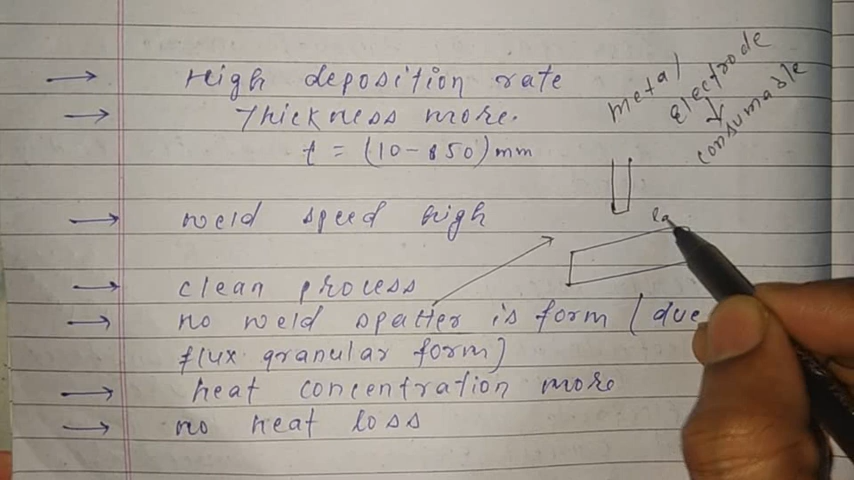 → High deposition rate
→ Thickness more.
t = (10-150) mm
→ weld speed high
→ clean process
→ no weld spatter is form (due
flux granular form)
→ heat concentration more
→ no heat loss
metal
Electrode
↓
consumable